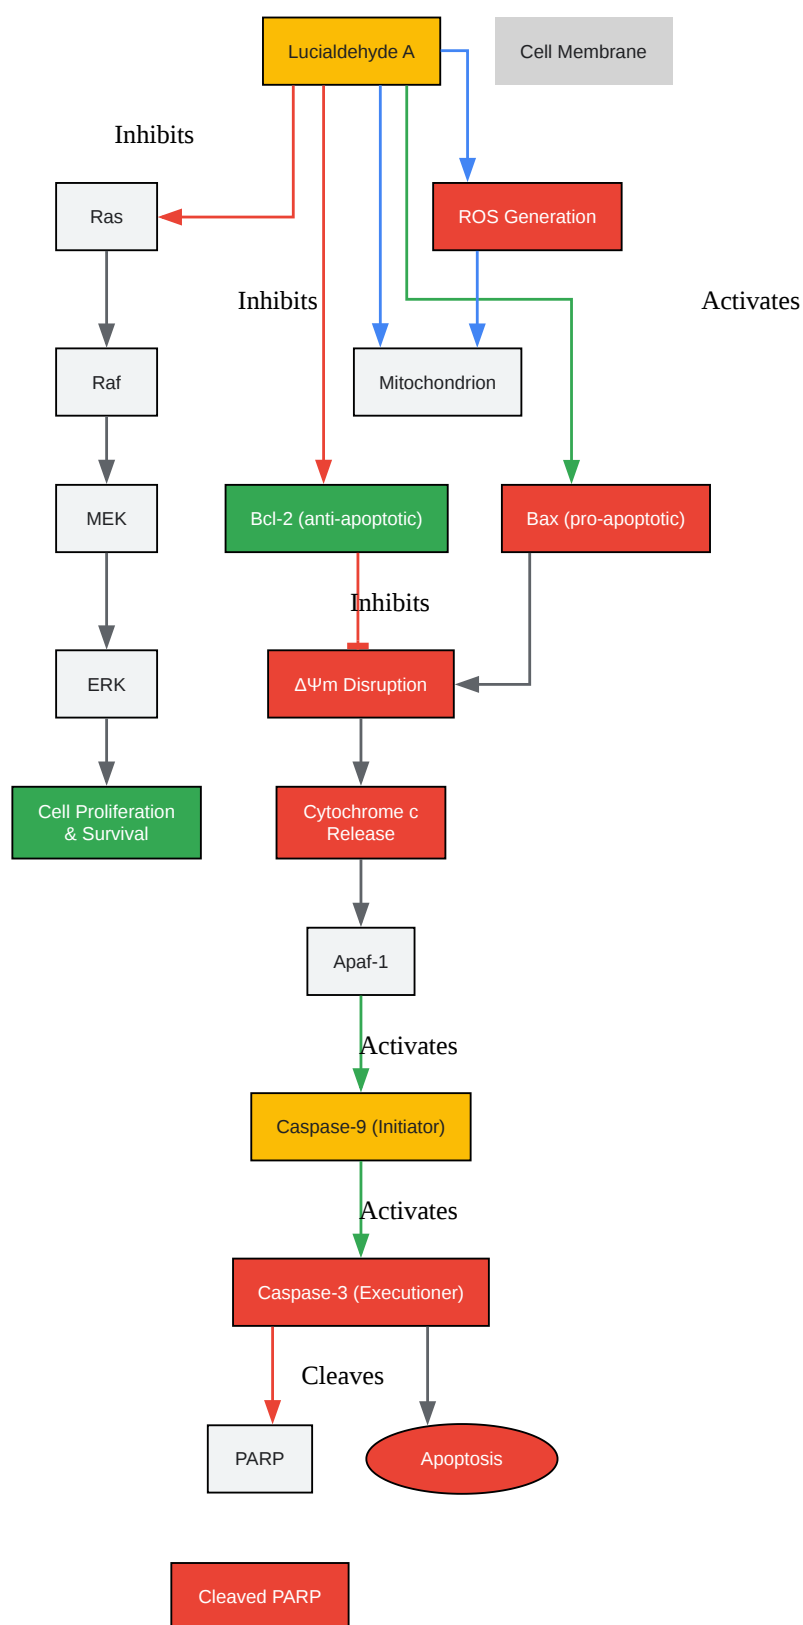 Lucialdehyde A
Cell Membrane
Inhibits
Ras
ROS Generation
Inhibits
Activates
Raf
Mitochondrion
MEK
Bcl-2 (anti-apoptotic)
Bax (pro-apoptotic)
Inhibits
ERK
ΔΨm Disruption
Cell Proliferation
& Survival
Cytochrome c
Release
Apaf-1
Activates
Caspase-9 (Initiator)
Activates
Caspase-3 (Executioner)
Cleaves
PARP
Apoptosis
Cleaved PARP